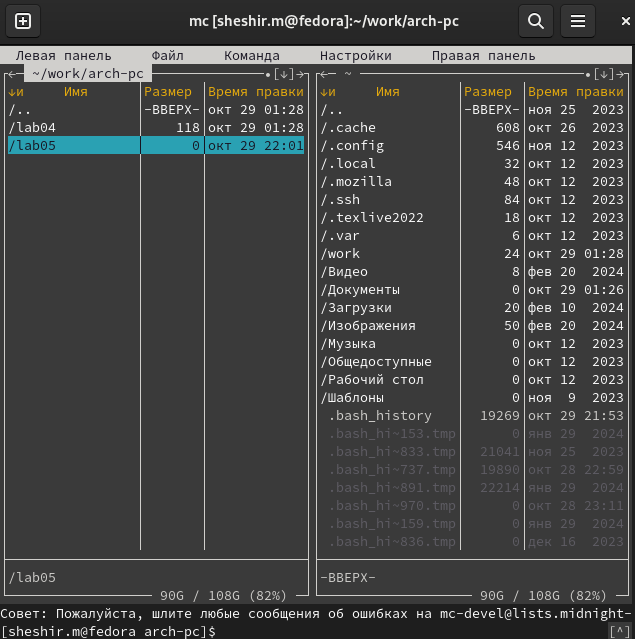 mc [sheshir.m@fedora]:~/work/arch-pc
Левая панель Файл Команда Настройки Правая панель
~/work/arch-pc •[↓] ~ •[↓]
↓и Имя Размер Время правки ↓и Имя Размер Время правки
/.. -ВВЕРХ- окт 29 01:28 /.. -ВВЕРХ- ноя 25 2023
/lab04 118 окт 29 01:28 /.cache 608 окт 26 2023
/lab05 0 окт 29 22:01 /.config 546 ноя 12 2023
/.local 32 окт 12 2023
/.mozilla 48 окт 12 2023
/.ssh 84 окт 12 2023
/.texlive2022 18 окт 12 2023
/.var 6 окт 12 2023
/work 24 окт 29 01:28
/Видео 8 фев 20 2024
/Документы 0 окт 29 01:26
/Загрузки 20 фев 10 2024
/Изображения 50 фев 20 2024
/Музыка 0 окт 12 2023
/Общедоступные 0 окт 12 2023
/Рабочий стол 0 окт 12 2023
/Шаблоны 0 ноя 9 2023
.bash_history 19269 окт 29 21:53
.bash_hi~153.tmp 0 янв 29 2024
.bash_hi~833.tmp 21041 ноя 25 2023
.bash_hi~737.tmp 19890 окт 28 22:59
.bash_hi~891.tmp 22214 янв 29 2024
.bash_hi~970.tmp 0 окт 28 23:11
.bash_hi~159.tmp 0 янв 29 2024
.bash_hi~836.tmp 0 дек 16 2023
/lab05 -ВВЕРХ-
90G / 108G (82%) 90G / 108G (82%)
Совет: Пожалуйста, шлите любые сообщения об ошибках на mc-devel@lists.midnight-
[sheshir.m@fedora arch-pc]$ [^]